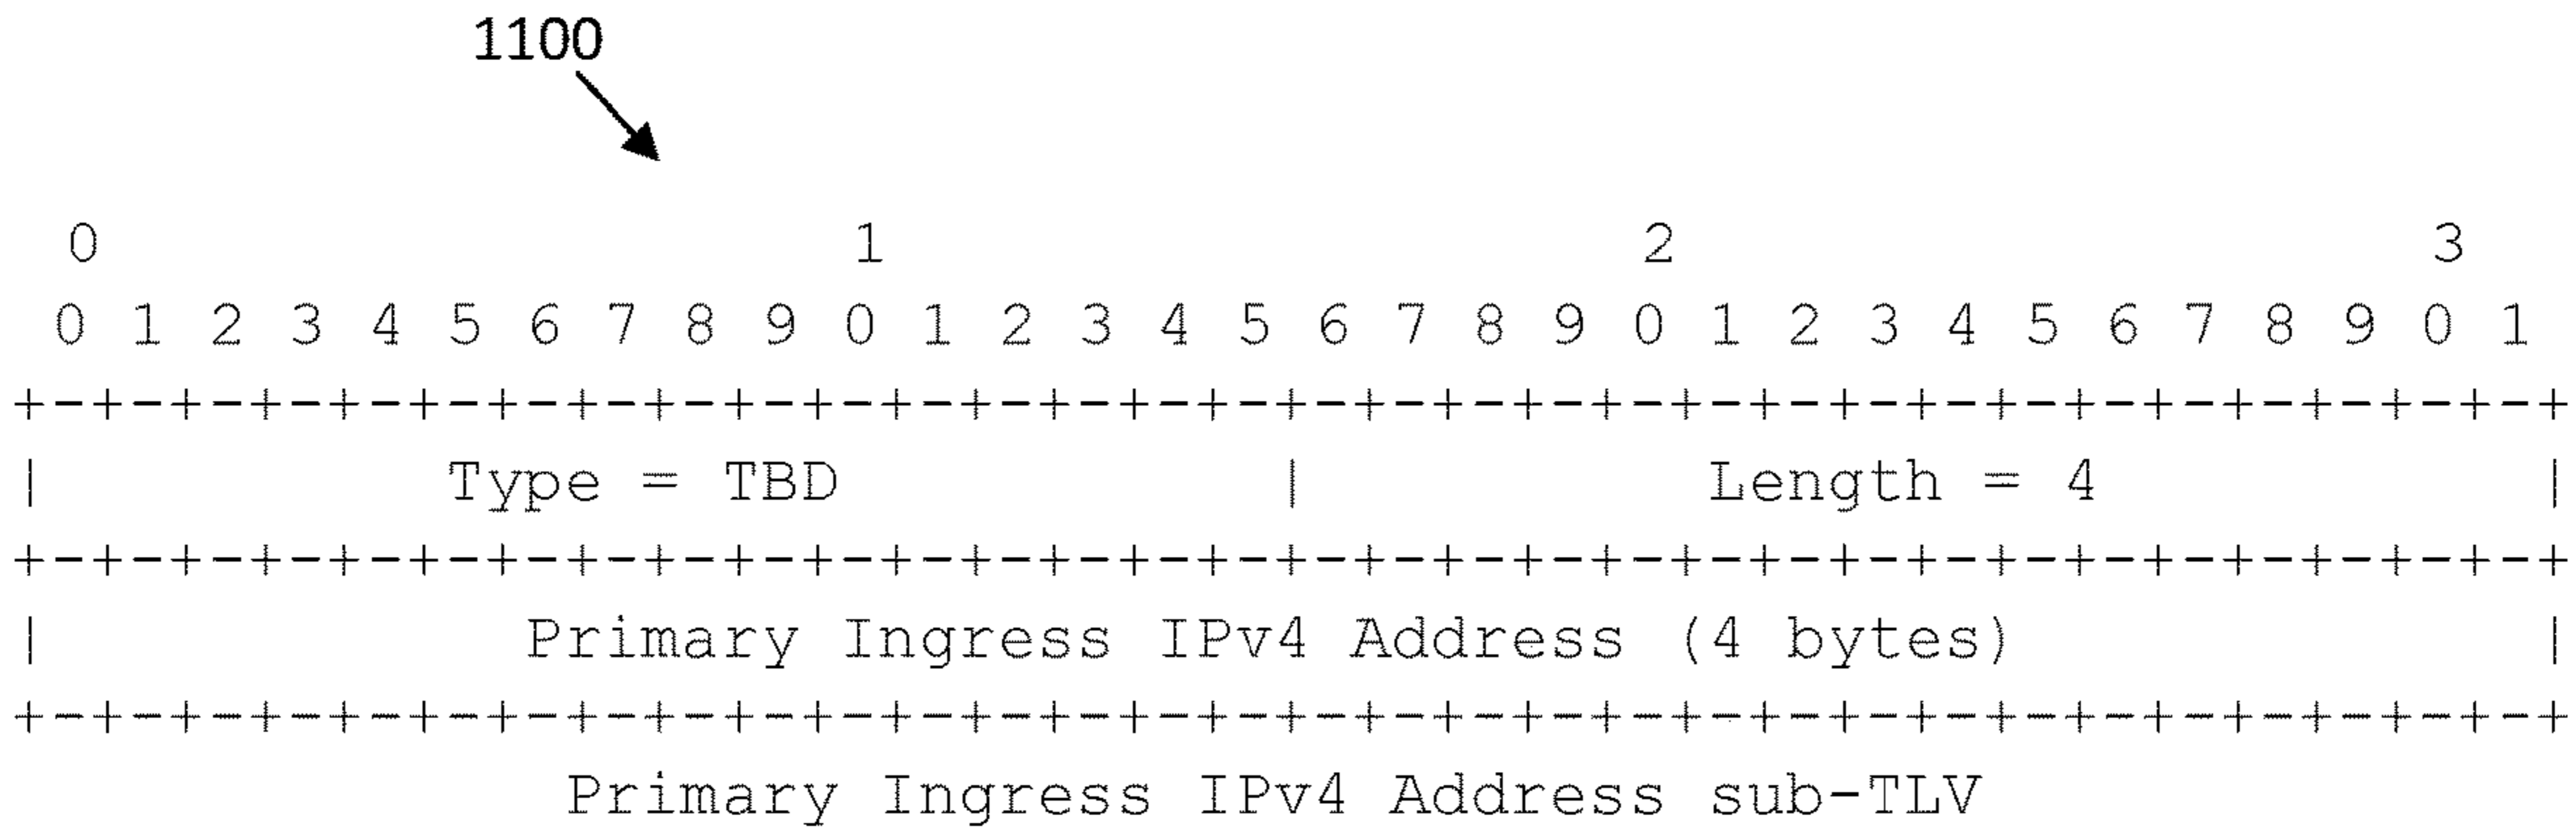 1100
0 1 2 3
0 1 2 3 4 5 6 7 8 9 0 1 2 3 4 5 6 7 8 9 0 1 2 3 4 5 6 7 8 9 0 1
+-+-+-+-+-+-+-+-+-+-+-+-+-+-+-+-+-+-+-+-+-+-+-+-+-+-+-+-+-+-+-+-+
| Type = TBD | Length = 4 |
+-+-+-+-+-+-+-+-+-+-+-+-+-+-+-+-+-+-+-+-+-+-+-+-+-+-+-+-+-+-+-+-+
| Primary Ingress IPv4 Address (4 bytes) |
+-+-+-+-+-+-+-+-+-+-+-+-+-+-+-+-+-+-+-+-+-+-+-+-+-+-+-+-+-+-+-+-+
Primary Ingress IPv4 Address sub-TLV